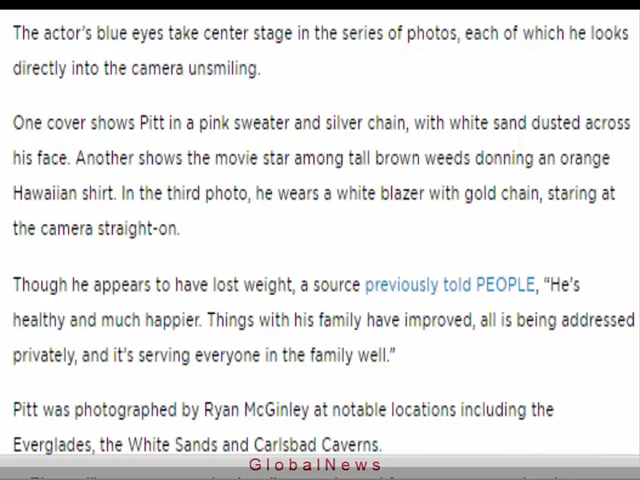 The actor's blue eyes take center stage in the series of photos, each of which he looks
directly into the camera unsmiling.
One cover shows Pitt in a pink sweater and silver chain, with white sand dusted across
his face. Another shows the movie star among tall brown weeds donning an orange
Hawaiian shirt. In the third photo, he wears a white blazer with gold chain, staring at
the camera straight-on.
Though he appears to have lost weight, a source previously told PEOPLE, “He's
healthy and much happier. Things with his family have improved, all is being addressed
privately, and it's serving everyone in the family well.”
Pitt was photographed by Ryan McGinley at notable locations including the
Everglades, the White Sands and Carlsbad Caverns.
GlobalNews